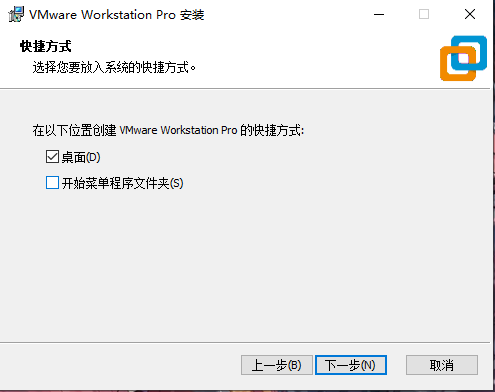 VMware Workstation Pro 安装
快捷方式
选择您要放入系统的快捷方式。
在以下位置创建 VMware Workstation Pro 的快捷方式:
桌面(D)
开始菜单程序文件夹(S)
上一步(B) 下一步(N) 取消